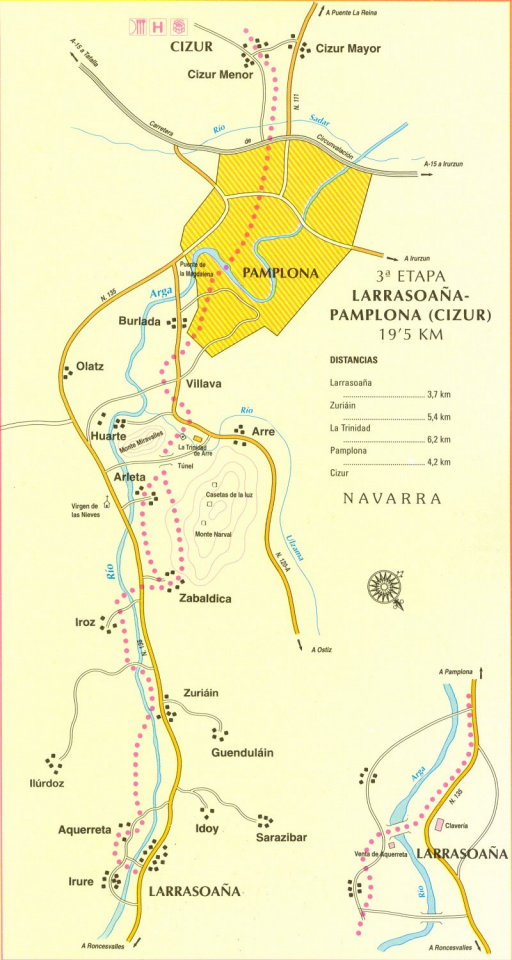 A Puente La Reina
H
CIZUR
Cizur Mayor
Cizur Menor
A-15 a Tafalla
N. 111
Carretera
Río
Sadar
de
Circunvalación
A-15 a Irurzun
A Irurzun
Puente de
la Magdalena
PAMPLONA
3ª ETAPA
LARRASOAÑA-
PAMPLONA (CIZUR)
19'5 KM
N. 135
Arga
Burlada
DISTANCIAS
Larrasoaña
3,7 km
Zuriáin
5,4 km
La Trinidad
6,2 km
Pamplona
4,2 km
Cizur
NAVARRA
Olatz
Villava
Río
Huarte
Arre
Monte Miravalles
La Trinidad
de Arre
Túnel
Arleta
Casetas de la luz
Virgen de
las Nieves
Monte Narval
Ulzama
N. 120-A
Río
Zabaldica
Iroz
N. 135
A Ostiz
A Pamplona
Zuriáin
Guenduláin
Ilúrdoz
Arga
N. 135
Aquerreta
Idoy
Sarazibar
Clavería
Venta de Aquerreta
LARRASOAÑA
Irure
LARRASOAÑA
Río
A Roncesvalles
A Roncesvalles